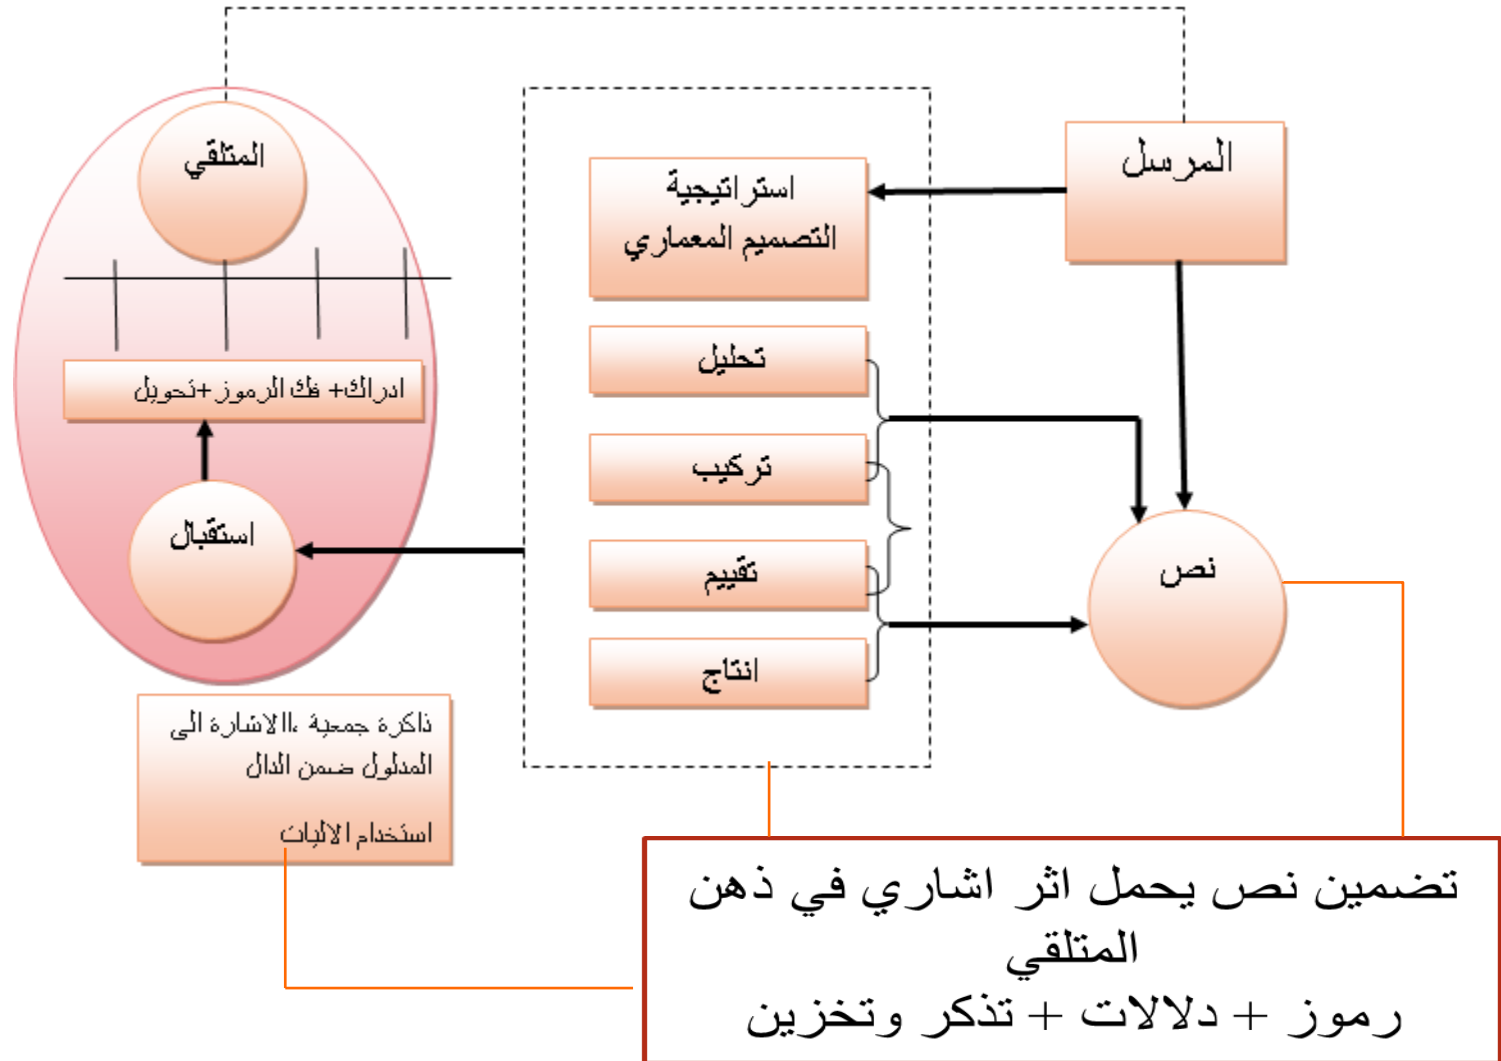 المرسل
المتلقي
استراتيجية
التصميم المعماري
تحليل
ادراك+ فك الرموز +تحويل
تركيب
استقبال
تقييم
نص
انتاج
ذاكرة جمعية ،الاشارة الى
المدلول ضمن الدال
استخدام الاليات
تضمين نص يحمل اثر اشاري في ذهن
المتلقي
رموز + دلالات + تذكر وتخزين